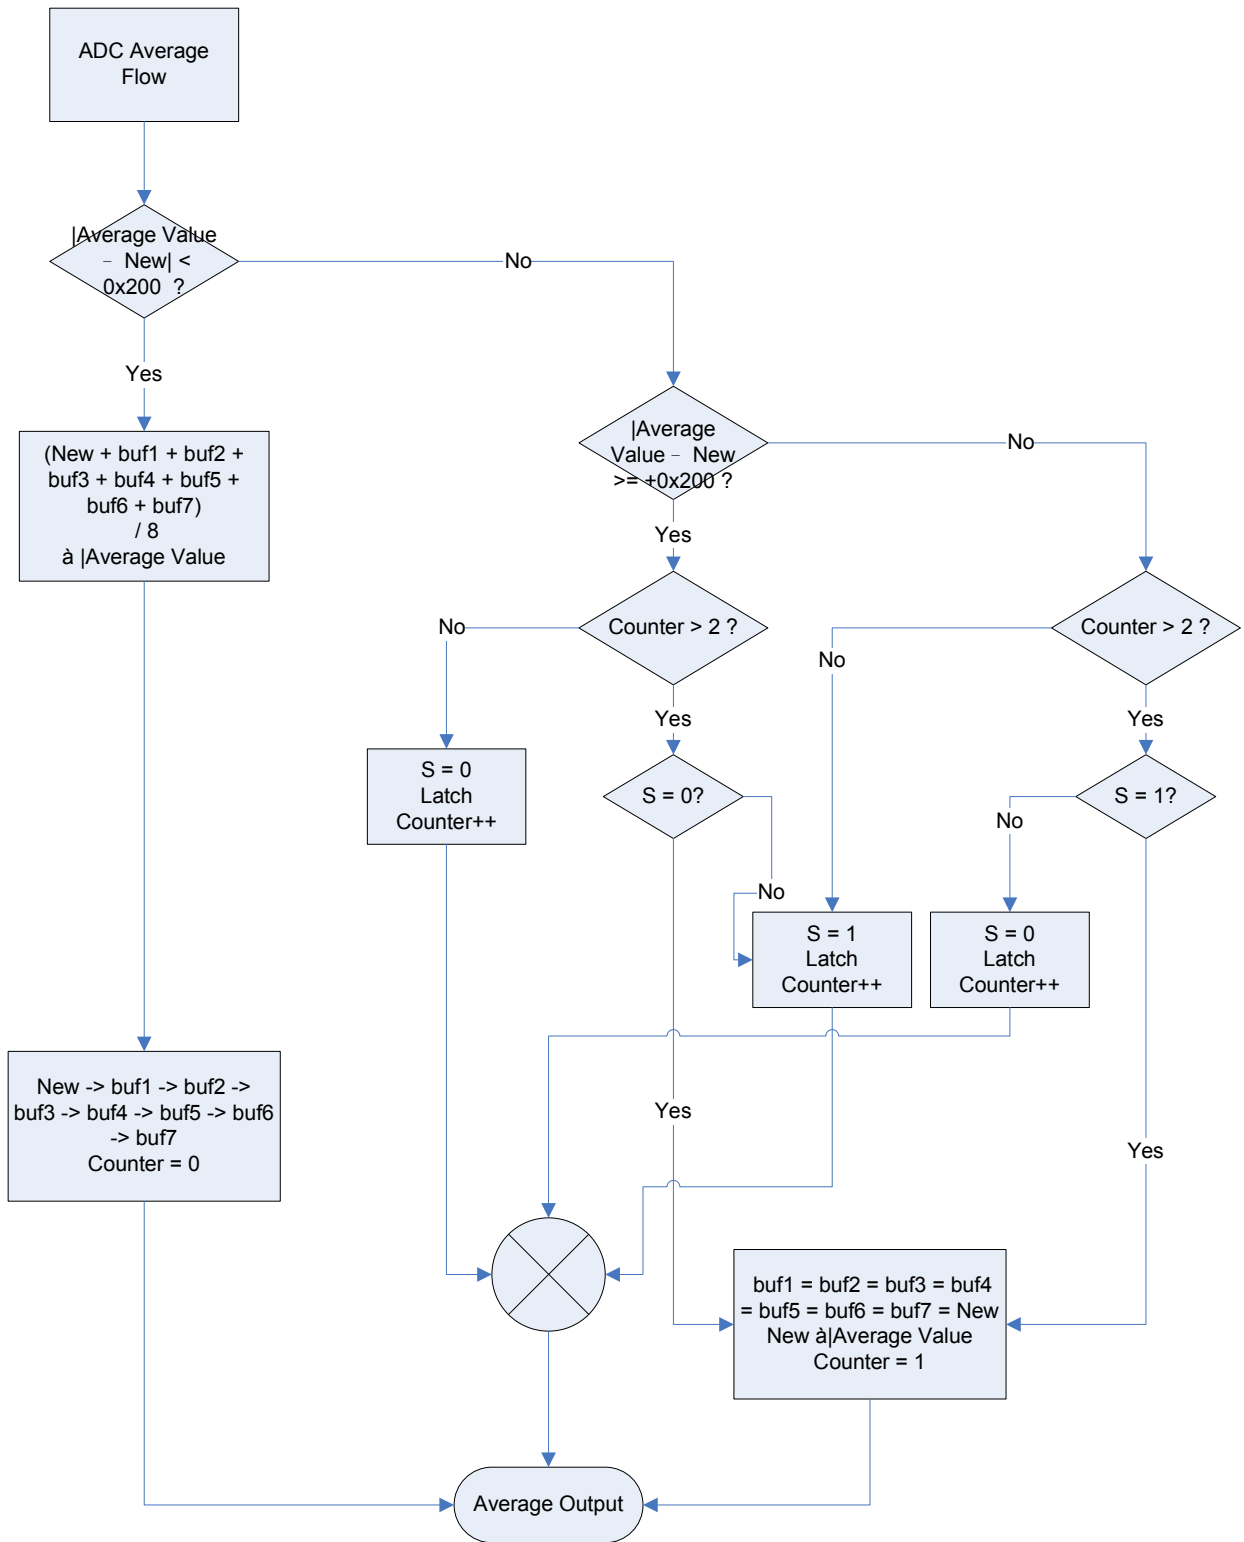 ADC Average
Flow
|Average Value
– New| <
0x200 ?
No
Yes
(New + buf1 + buf2 +
buf3 + buf4 + buf5 +
buf6 + buf7)
/ 8
à |Average Value
|Average
Value – New
>= +0x200 ?
No
Yes
Counter > 2 ?
Counter > 2 ?
No
No
Yes
Yes
S = 0
Latch
Counter++
S = 0?
S = 1?
No
No
S = 1
Latch
Counter++
S = 0
Latch
Counter++
New -> buf1 -> buf2 ->
buf3 -> buf4 -> buf5 -> buf6
-> buf7
Counter = 0
Yes
Yes
buf1 = buf2 = buf3 = buf4
= buf5 = buf6 = buf7 = New
New à|Average Value
Counter = 1
Average Output